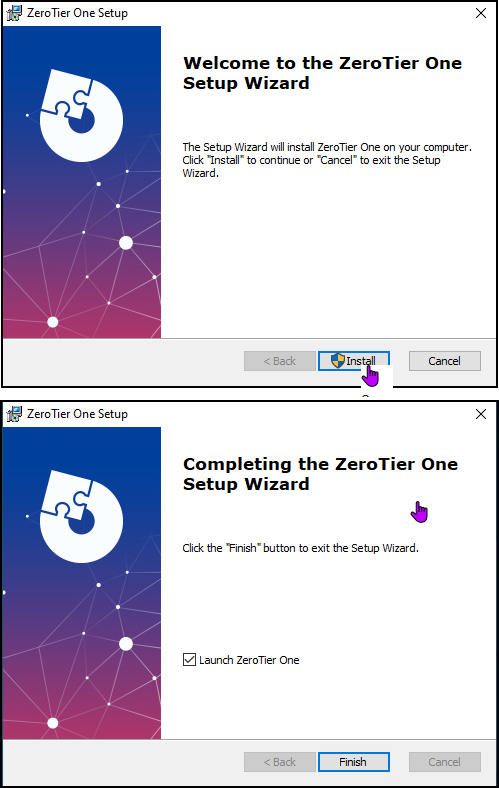 ZeroTier One Setup
Welcome to the ZeroTier One
Setup Wizard
The Setup Wizard will install ZeroTier One on your computer.
Click "Install" to continue or "Cancel" to exit the Setup
Wizard.
< Back
Install
Cancel
ZeroTier One Setup
Completing the ZeroTier One
Setup Wizard
Click the "Finish" button to exit the Setup Wizard.
Launch ZeroTier One
< Back
Finish
Cancel